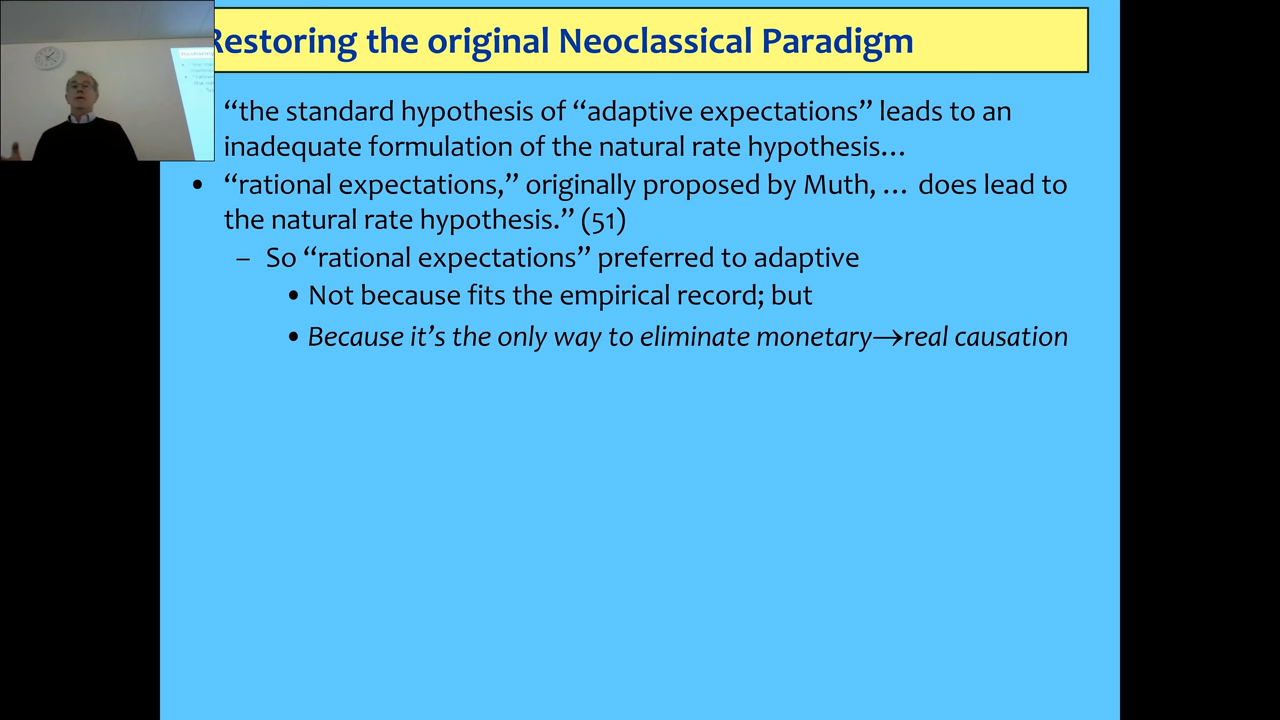 Restoring the original Neoclassical Paradigm
“the standard hypothesis of “adaptive expectations” leads to an
inadequate formulation of the natural rate hypothesis…
• “rational expectations,” originally proposed by Muth, … does lead to
the natural rate hypothesis.” (51)
– So “rational expectations” preferred to adaptive
• Not because fits the empirical record; but
• Because it’s the only way to eliminate monetary→real causation